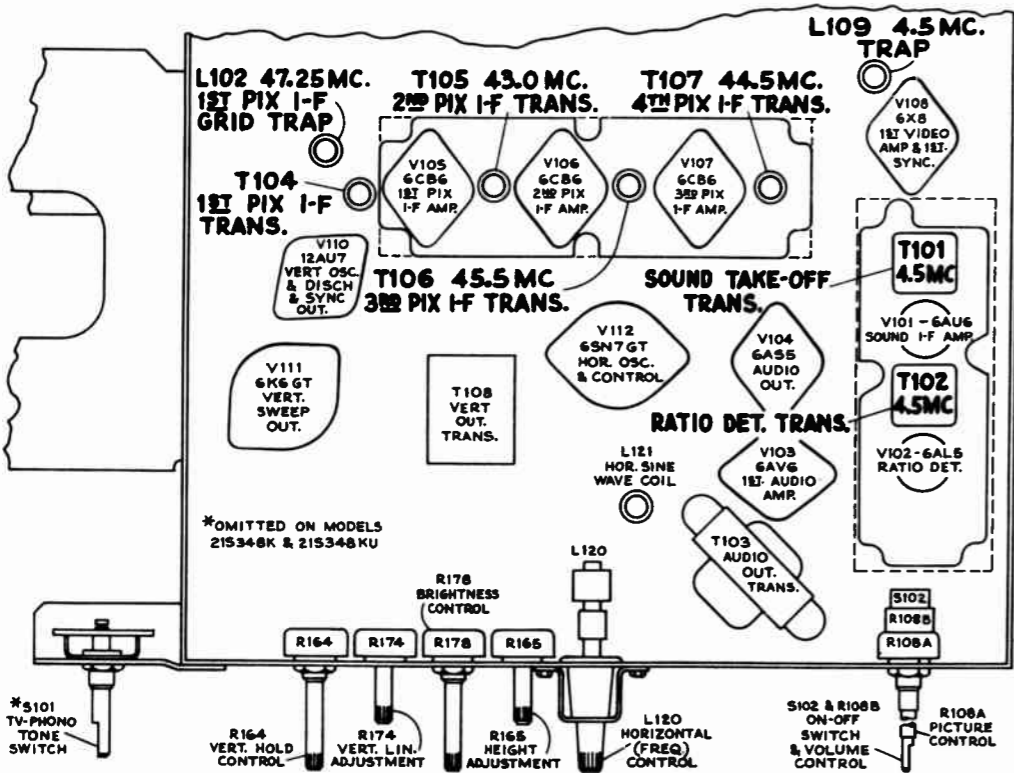 L109 4.5 MC.
TRAP
L102 47.25 MC.
1ST PIX I-F
GRID TRAP
T105 43.0 MC.
2ND PIX I-F TRANS.
T107 44.5 MC.
4TH PIX I-F TRANS.
V108
6X8
1ST VIDEO
AMP & 1ST.
SYNC.
T104
1ST PIX I-F
TRANS.
V105
6CB6
1ST PIX
I-F AMP.
V106
6CB6
2ND PIX
I-F AMP.
V107
6CB6
3RD PIX
I-F AMP.
V110
12AU7
VERT OSC.
& DISCH
& SYNC
OUT.
T106 45.5 MC
3RD PIX I-F TRANS.
SOUND TAKE-OFF
TRANS.
T101
4.5MC
V101 - 6AU6
SOUND I-F AMP.
V111
6K6 GT
VERT.
SWEEP
OUT.
T108
VERT
OUT.
TRANS.
V112
6SN7GT
HOR. OSC.
& CONTROL
V104
6AS5
AUDIO
OUT.
T102
4.5MC
RATIO DET. TRANS.
V102-6AL5
RATIO DET.
L121
HOR. SINE
WAVE COIL
V103
6AV6
1ST. AUDIO
AMP.
*OMITTED ON MODELS
21S348K & 21S348KU
T103
AUDIO
OUT.
TRANS.
L120
R178
BRIGHTNESS
CONTROL
R164
R174
R178
R165
S102
R108B
R108A
*S101
TV-PHONO
TONE
SWITCH
R164
VERT. HOLD
CONTROL
R174
VERT. LIN.
ADJUSTMENT
R165
HEIGHT
ADJUSTMENT
L120
HORIZONTAL
(FREQ.)
CONTROL
S102 & R108B
ON-OFF
SWITCH
& VOLUME
CONTROL
R108A
PICTURE
CONTROL